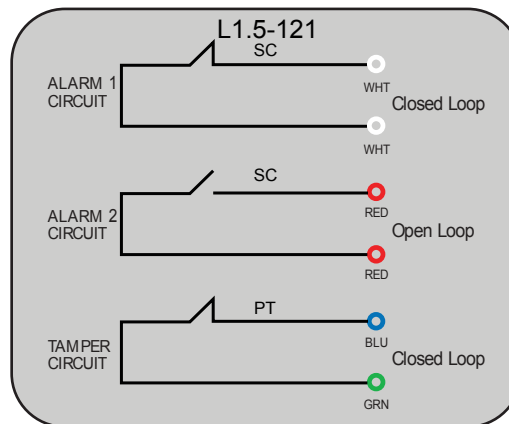 L1.5-121
SC
ALARM 1
CIRCUIT
WHT
Closed Loop
WHT
SC
ALARM 2
CIRCUIT
RED
Open Loop
RED
PT
TAMPER
CIRCUIT
BLU
Closed Loop
GRN